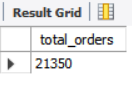 Result Grid
total_orders
21350